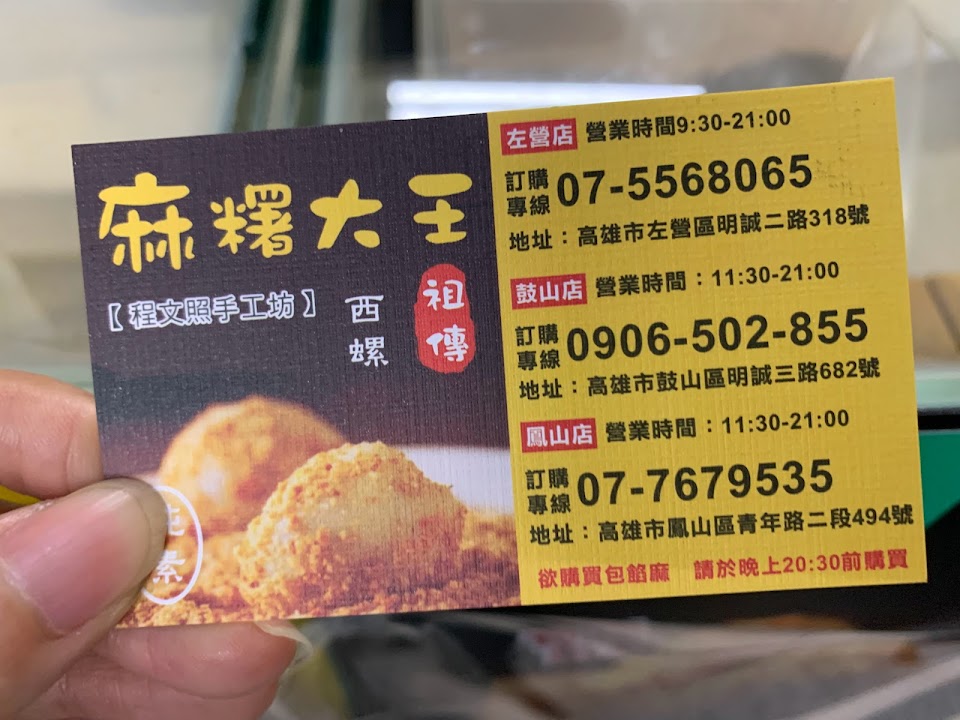 麻糬大王
【程文照手工坊】
西螺
祖傳
素
左營店 營業時間9:30-21:00
訂購專線 07-5568065
地址：高雄市左營區明誠二路318號
鼓山店 營業時間：11:30-21:00
訂購專線 0906-502-855
地址：高雄市鼓山區明誠三路682號
鳳山店 營業時間：11:30-21:00
訂購專線 07-7679535
地址：高雄市鳳山區青年路二段494號
欲購買包餡麻 請於晚上20:30前購買